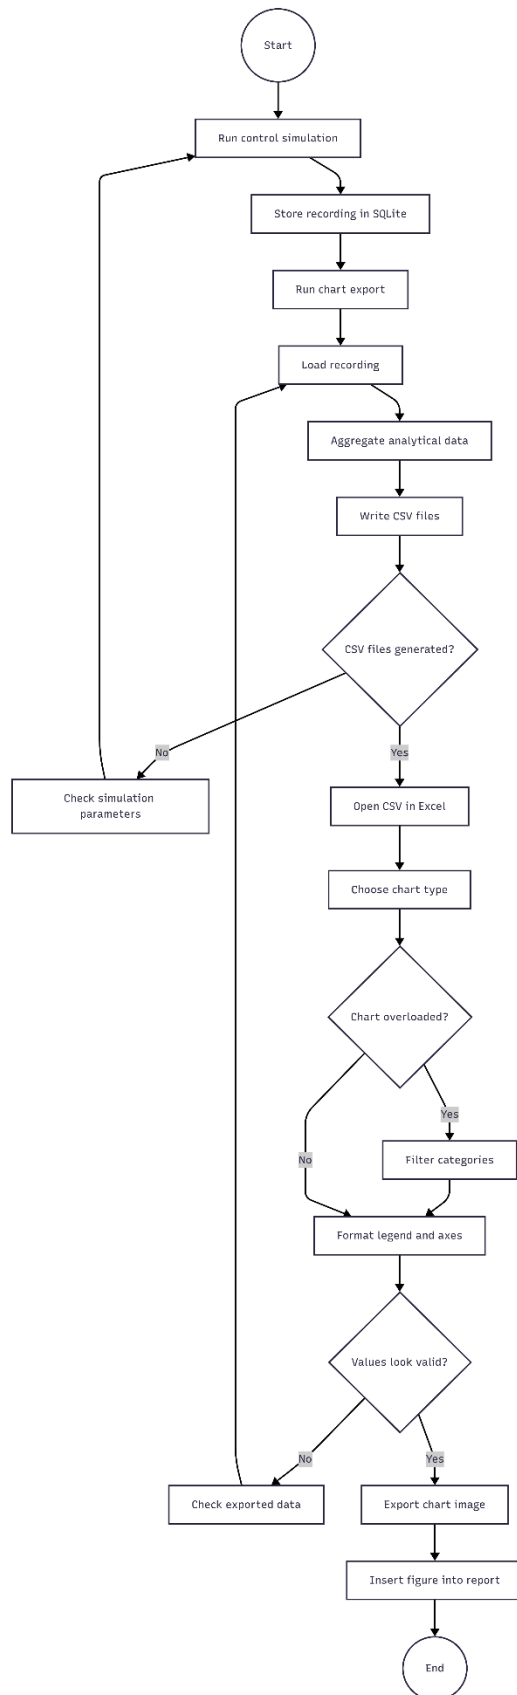 Start
Run control simulation
Store recording in SQLite
Run chart export
Load recording
Aggregate analytical data
Write CSV files
CSV files generated?
No
Yes
Check simulation
parameters
Open CSV in Excel
Choose chart type
Chart overloaded?
Yes
No
Filter categories
Format legend and axes
Values look valid?
No
Yes
Check exported data
Export chart image
Insert figure into report
End